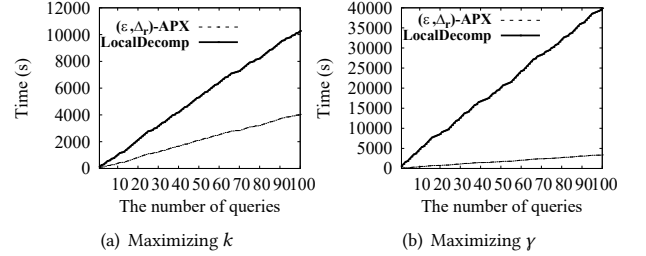 (ε,Δr)-APX
LocalDecomp
Time (s)
12000
10000
8000
6000
4000
2000
0
10 20 30 40 50 60 70 80 90 100
The number of queries
(a) Maximizing k
(ε,Δr)-APX
LocalDecomp
Time (s)
40000
35000
30000
25000
20000
15000
10000
5000
0
10 20 30 40 50 60 70 80 90 100
The number of queries
(b) Maximizing γ